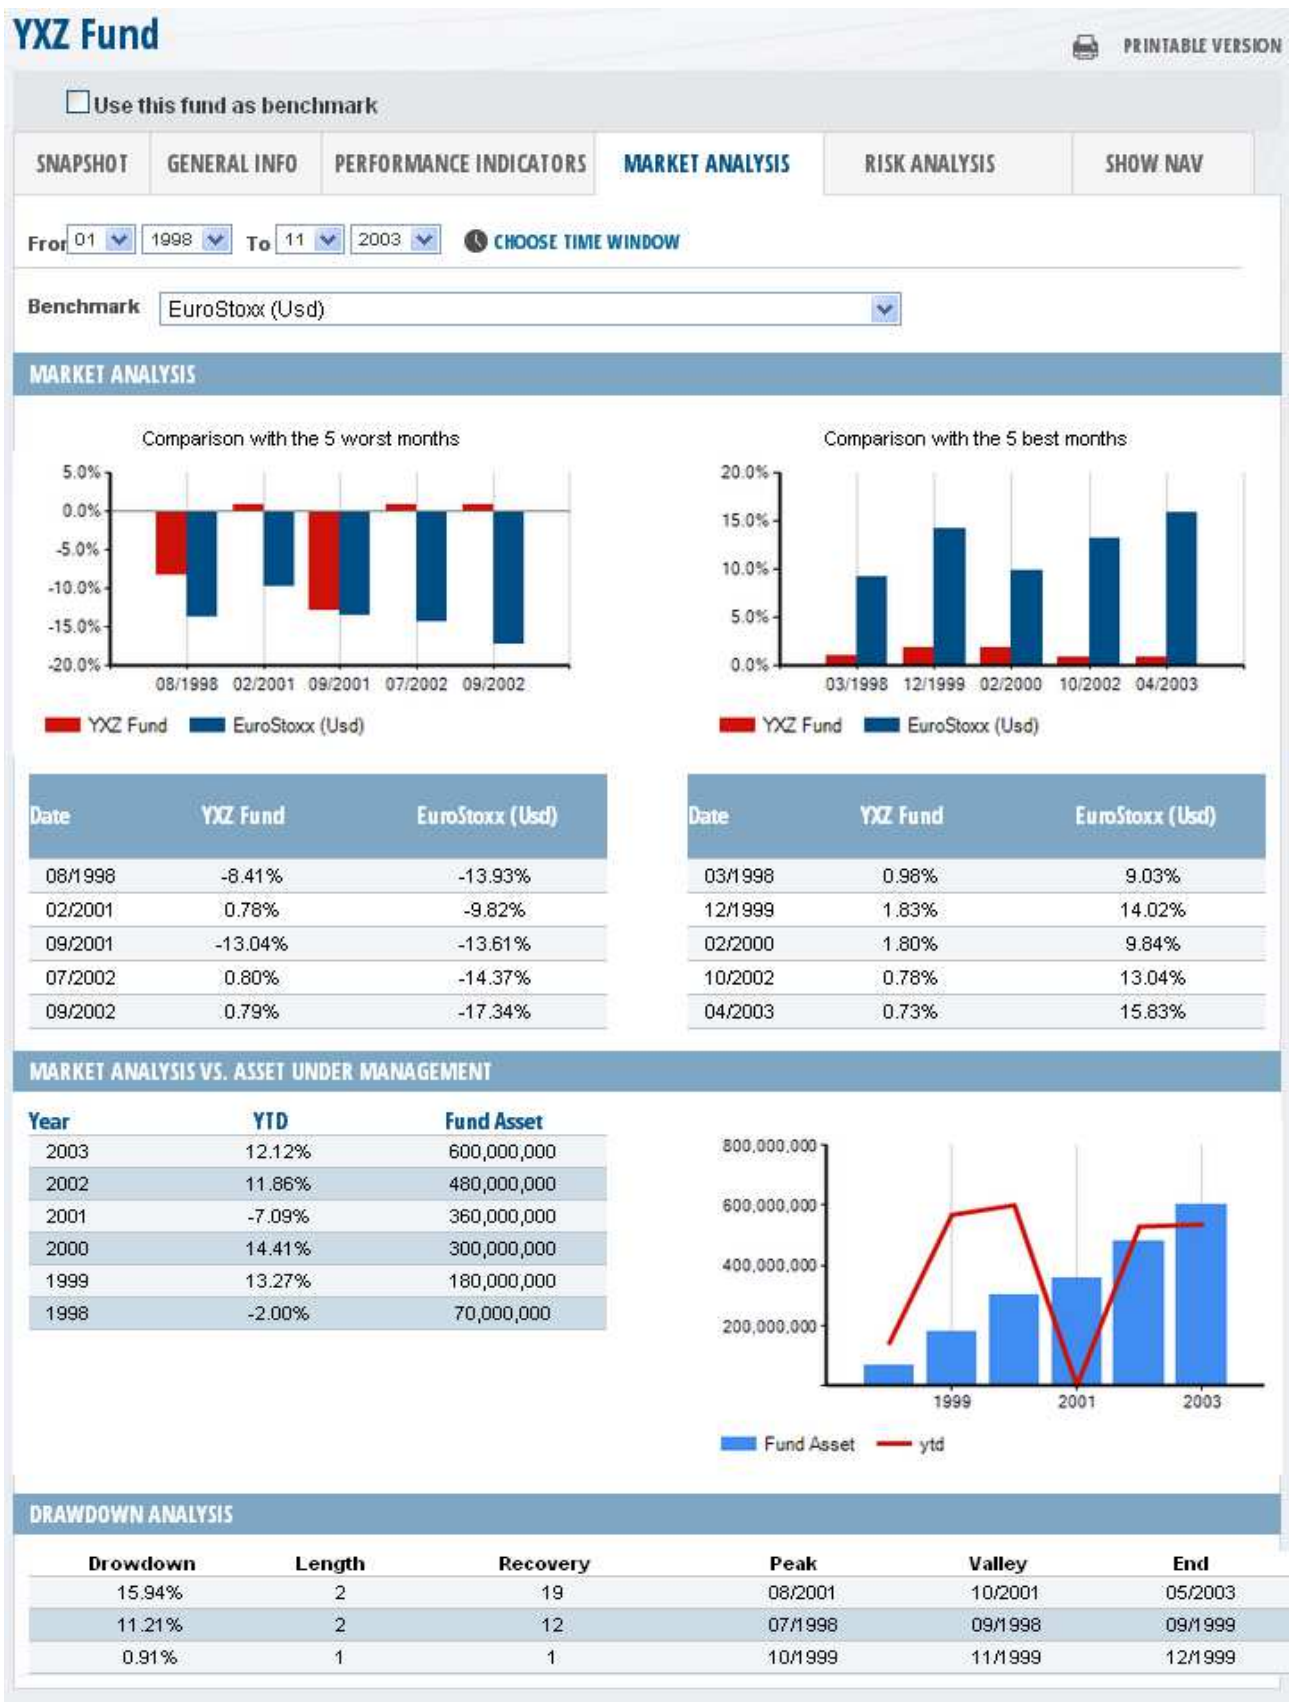 YXZ Fund
PRINTABLE VERSION
Use this fund as benchmark
SNAPSHOT GENERAL INFO PERFORMANCE INDICATORS MARKET ANALYSIS RISK ANALYSIS SHOW NAV
Fror 01 1998 To 11 2003 CHOOSE TIME WINDOW
Benchmark EuroStoxx (Usd)
MARKET ANALYSIS
Comparison with the 5 worst months
5.0%
0.0%
-5.0%
-10.0%
-15.0%
-20.0%
08/1998 02/2001 09/2001 07/2002 09/2002
YXZ Fund EuroStoxx (Usd)
Comparison with the 5 best months
20.0%
15.0%
10.0%
5.0%
0.0%
03/1998 12/1999 02/2000 10/2002 04/2003
YXZ Fund EuroStoxx (Usd)
Date YXZ Fund EuroStoxx (Usd)
08/1998 -8.41% -13.93%
02/2001 0.78% -9.82%
09/2001 -13.04% -13.61%
07/2002 0.80% -14.37%
09/2002 0.79% -17.34%
Date YXZ Fund EuroStoxx (Usd)
03/1998 0.98% 9.03%
12/1999 1.83% 14.02%
02/2000 1.80% 9.84%
10/2002 0.78% 13.04%
04/2003 0.73% 15.83%
MARKET ANALYSIS VS. ASSET UNDER MANAGEMENT
Year YTD Fund Asset
2003 12.12% 600,000,000
2002 11.86% 480,000,000
2001 -7.09% 360,000,000
2000 14.41% 300,000,000
1999 13.27% 180,000,000
1998 -2.00% 70,000,000
800,000,000
600,000,000
400,000,000
200,000,000
1999 2001 2003
Fund Asset ytd
DRAWDOWN ANALYSIS
Drowdown Length Recovery Peak Valley End
15.94% 2 19 08/2001 10/2001 05/2003
11.21% 2 12 07/1998 09/1998 09/1999
0.91% 1 1 10/1999 11/1999 12/1999